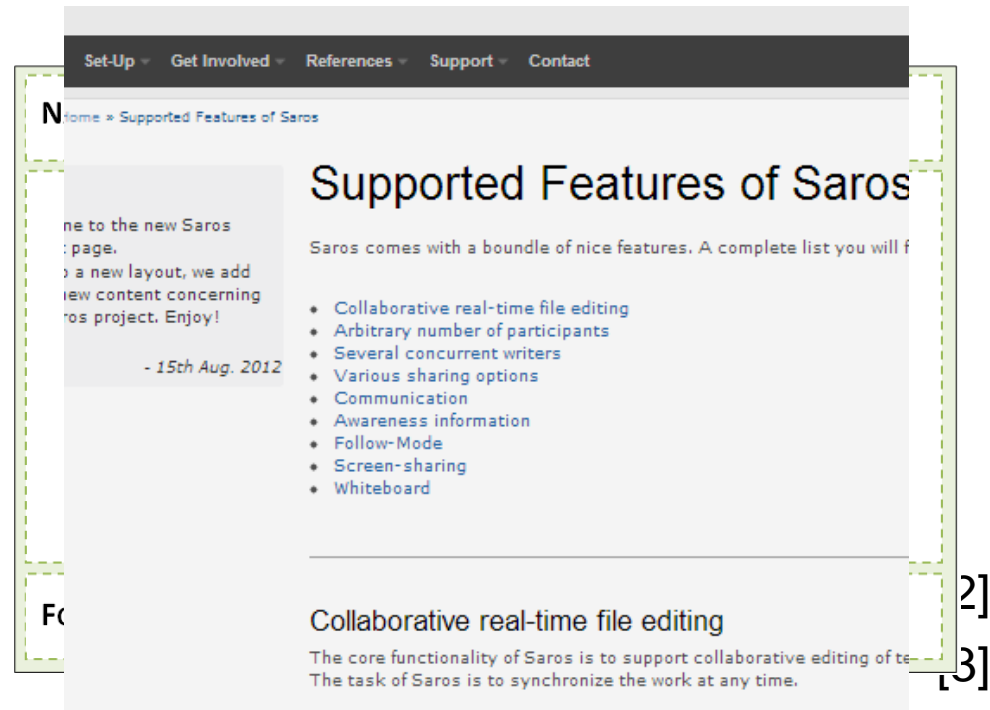 Set-Up Get Involved References Support Contact
Home » Supported Features of Saros
Supported Features of Saros
to the new Saros
page.
a new layout, we add
content concerning
project. Enjoy!
- 15th Aug. 2012
Saros comes with a boundle of nice features. A complete list you will
• Collaborative real-time file editing
• Arbitrary number of participants
• Several concurrent writers
• Various sharing options
• Communication
• Awareness information
• Follow-Mode
• Screen-sharing
• Whiteboard
Collaborative real-time file editing
The core functionality of Saros is to support collaborative editing of
The task of Saros is to synchronize the work at any time.
2]
[3]